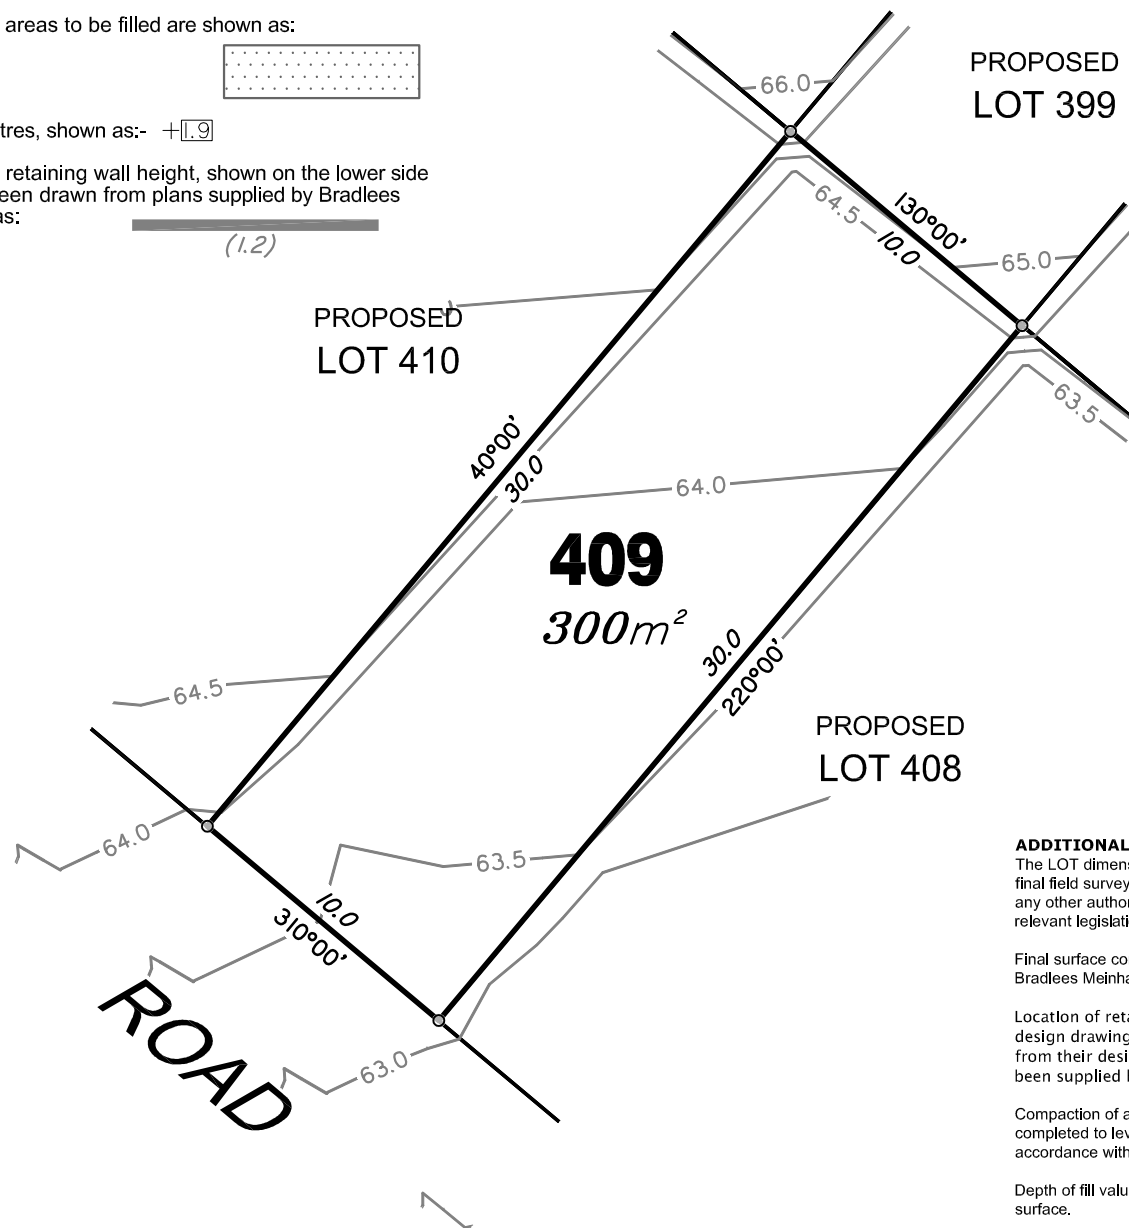 areas to be filled are shown as:
tres, shown as:- +1.9
retaining wall height, shown on the lower side
een drawn from plans supplied by Bradlees
as:
(1.2)
PROPOSED
LOT 399
66.0
64.5
130°00'
10.0
65.0
PROPOSED
LOT 410
63.5
40°00'
30.0
64.0
409
300m²
30.0
220°00'
64.5
PROPOSED
LOT 408
64.0
63.5
10.0
310°00'
ROAD
63.0
ADDITIONAL
The LOT dimens
final field survey
any other author
relevant legislati
Final surface co
Bradlees Meinha
Location of reta
design drawing
from their desi
been supplied
Compaction of a
completed to lev
accordance with
Depth of fill valu
surface.